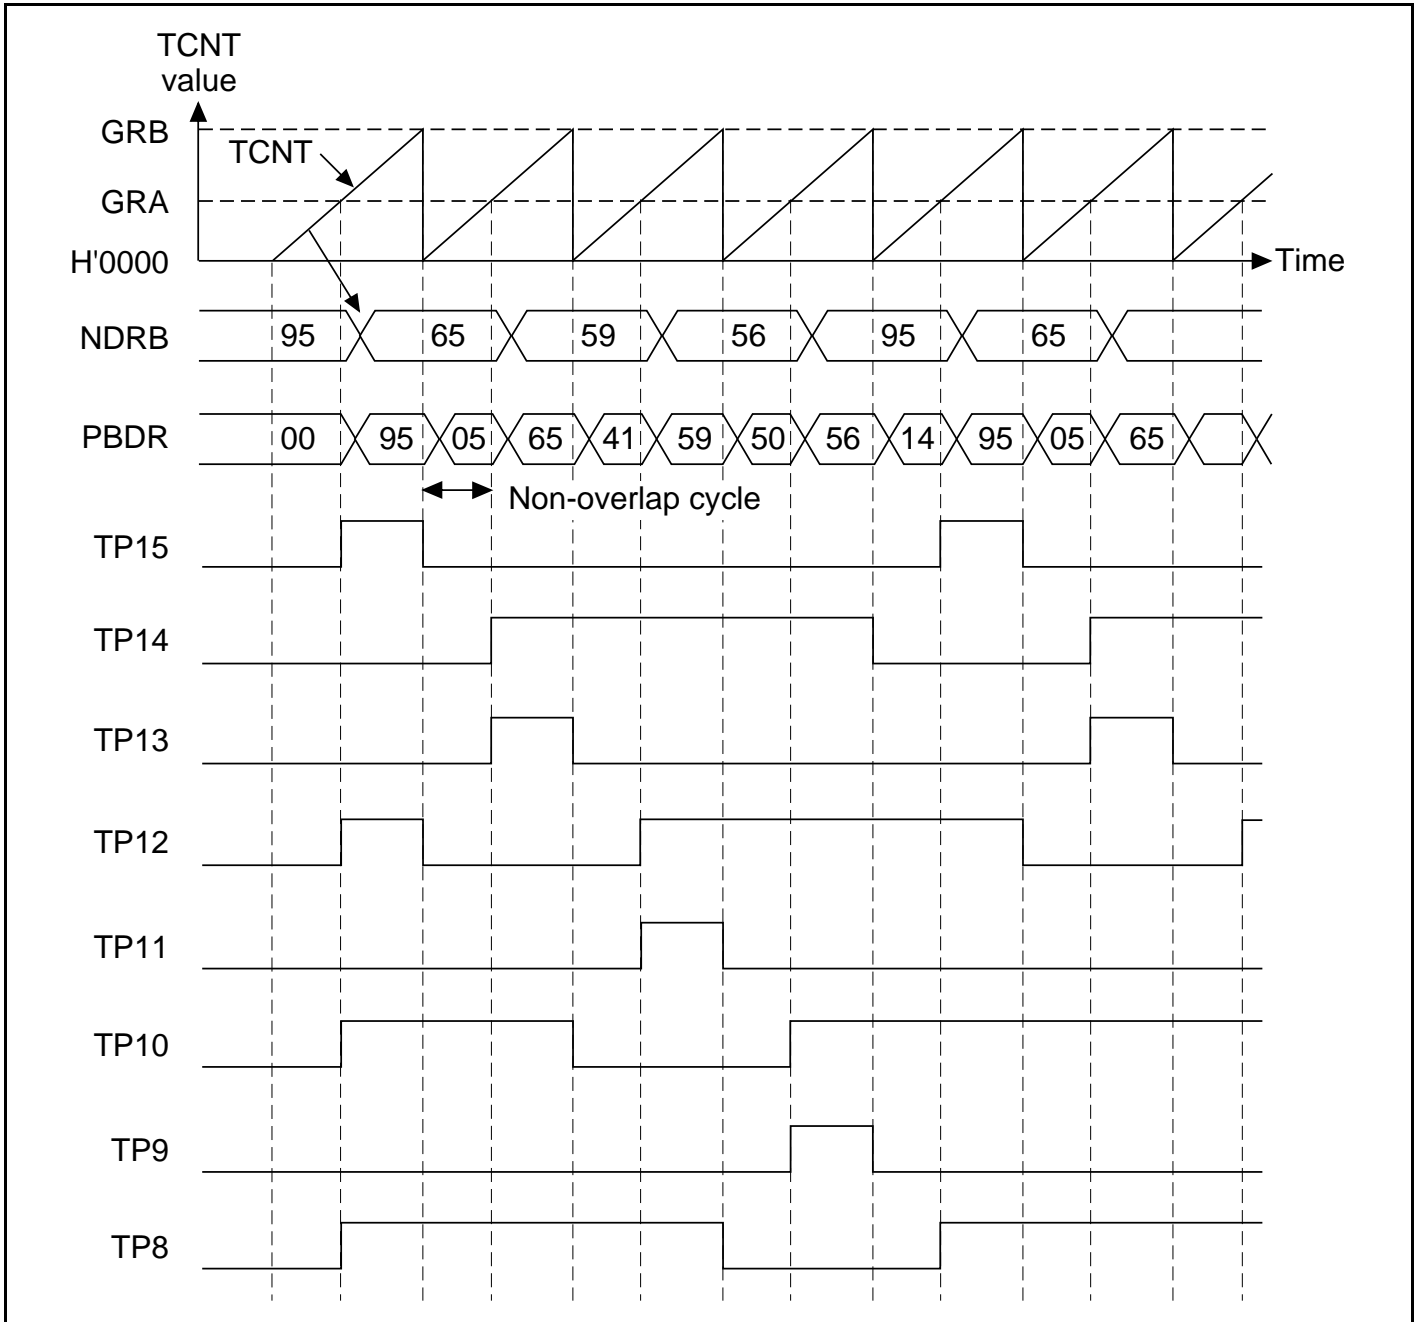 TCNT
value
GRB
TCNT
GRA
H'0000
Time
NDRB 95 65 59 56 95 65
PBDR 00 95 05 65 41 59 50 56 14 95 05 65
Non-overlap cycle
TP15
TP14
TP13
TP12
TP11
TP10
TP9
TP8